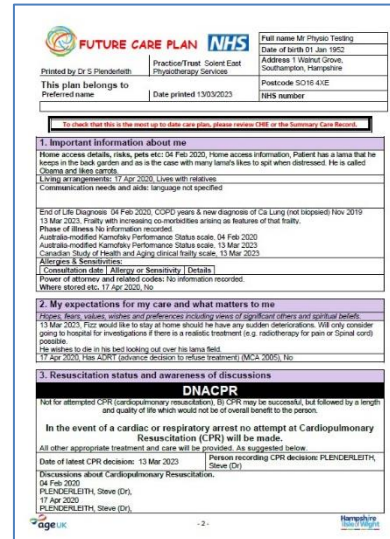 FUTURE CARE PLAN
NHS
Full name Mr Physio Testing
Date of birth 01 Jan 1952
Printed by Dr S Plenderleith
Practice/Trust Solent East
Physiotherapy Services
Address 1 Walnut Grove,
Southampton, Hampshire
This plan belongs to
Postcode SO16 4XE
Preferred name
Date printed 13/03/2023
NHS number
To check that this is the most up to date care plan, please review CHIE or the Summary Care Record.
1. Important information about me
Home access details, risks, pets etc: 04 Feb 2020, Home access information, Patient has a lama that he
keeps in the back garden and as is the case with many lama's likes to spit when distressed. He is called
Obama and likes carrots.
Living arrangements: 17 Apr 2020, Lives with relatives
Communication needs and aids: language not specified
End of Life Diagnosis 04 Feb 2020, COPD years & new diagnosis of Ca Lung (not biopsied) Nov 2019
13 Mar 2023, Frailty with increasing co-morbidities arising as features of that frailty.
Phase of illness No information recorded.
Australia-modified Karnofsky Performance Status scale, 04 Feb 2020
Australia-modified Karnofsky Performance Status scale, 13 Mar 2023
Canadian Study of Health and Aging clinical frailty scale, 13 Mar 2023
Allergies & Sensitivities:
Consultation date Allergy or Sensitivity Details
Power of attorney and related codes: No information recorded.
Where stored etc. 17 Apr 2020, No
2. My expectations for my care and what matters to me
Hopes, fears, values, wishes and preferences including views of significant others and spiritual beliefs:
13 Mar 2023, Fizz would like to stay at home should he have any sudden deteriorations. Will only consider
going to hospital for investigations if there is a realistic treatment (e.g. radiotherapy for pain or Spinal cord)
possible.
He wishes to die in his bed looking out over his lama field.
17 Apr 2020, Has ADRT (advance decision to refuse treatment) (MCA 2005), No
3. Resuscitation status and awareness of discussions
DNACPR
Not for attempted CPR (cardiopulmonary resuscitation), B) CPR may be successful, but followed by a length
and quality of life which would not be of overall benefit to the person.
In the event of a cardiac or respiratory arrest no attempt at Cardiopulmonary
Resuscitation (CPR) will be made.
All other appropriate treatment and care will be provided. As suggested below.
Date of latest CPR decision: 13 Mar 2023
Person recording CPR decision: PLENDERLEITH,
Steve (Dr)
Discussions about Cardiopulmonary Resuscitation.
04 Feb 2020
PLENDERLEITH, Steve (Dr),
17 Apr 2020
PLENDERLEITH, Steve (Dr),
age UK
- 2 -
Hampshire
Isle of Wight